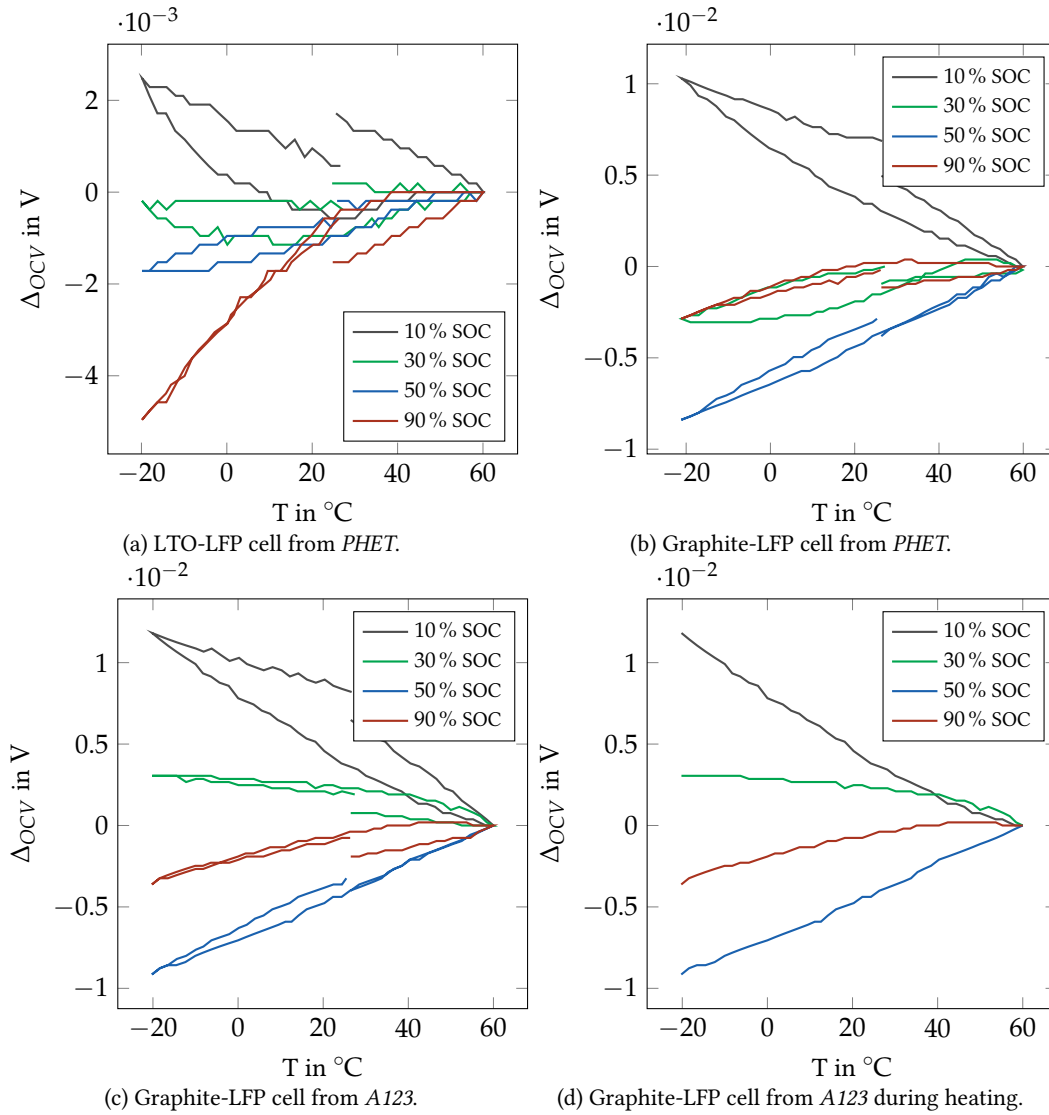 ·10⁻³
2
0
−2
−4
Δ_OCV in V
10 % SOC
30 % SOC
50 % SOC
90 % SOC
−20 0 20 40 60
T in °C
(a) LTO-LFP cell from PHET.
·10⁻²
1
0.5
0
−0.5
−1
Δ_OCV in V
10 % SOC
30 % SOC
50 % SOC
90 % SOC
−20 0 20 40 60
T in °C
(b) Graphite-LFP cell from PHET.
·10⁻²
1
0.5
0
−0.5
−1
Δ_OCV in V
10 % SOC
30 % SOC
50 % SOC
90 % SOC
−20 0 20 40 60
T in °C
(c) Graphite-LFP cell from A123.
·10⁻²
1
0.5
0
−0.5
−1
Δ_OCV in V
10 % SOC
30 % SOC
50 % SOC
90 % SOC
−20 0 20 40 60
T in °C
(d) Graphite-LFP cell from A123 during heating.